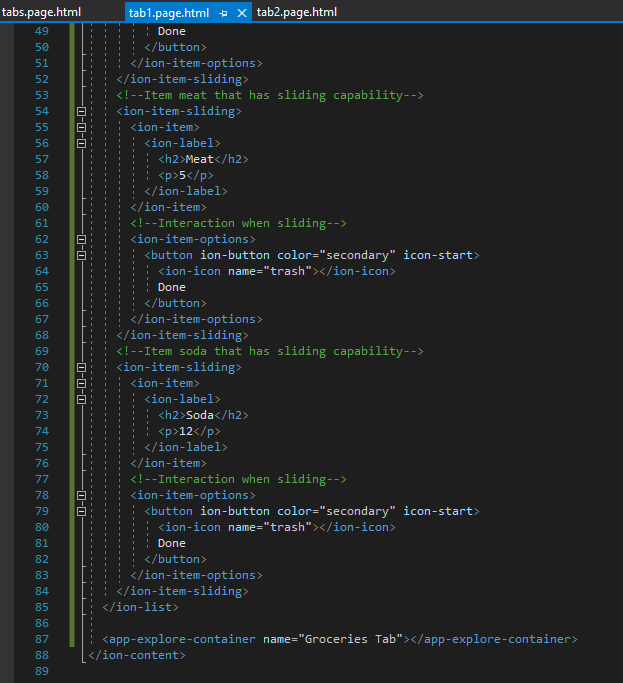 tabs.page.html tab1.page.html tab2.page.html
49 Done
50 </button>
51 </ion-item-options>
52 </ion-item-sliding>
53 <!--Item meat that has sliding capability-->
54 <ion-item-sliding>
55 <ion-item>
56 <ion-label>
57 <h2>Meat</h2>
58 <p>5</p>
59 </ion-label>
60 </ion-item>
61 <!--Interaction when sliding-->
62 <ion-item-options>
63 <button ion-button color="secondary" icon-start>
64 <ion-icon name="trash"></ion-icon>
65 Done
66 </button>
67 </ion-item-options>
68 </ion-item-sliding>
69 <!--Item soda that has sliding capability-->
70 <ion-item-sliding>
71 <ion-item>
72 <ion-label>
73 <h2>Soda</h2>
74 <p>12</p>
75 </ion-label>
76 </ion-item>
77 <!--Interaction when sliding-->
78 <ion-item-options>
79 <button ion-button color="secondary" icon-start>
80 <ion-icon name="trash"></ion-icon>
81 Done
82 </button>
83 </ion-item-options>
84 </ion-item-sliding>
85 </ion-list>
86
87 <app-explore-container name="Groceries Tab"></app-explore-container>
88 </ion-content>
89